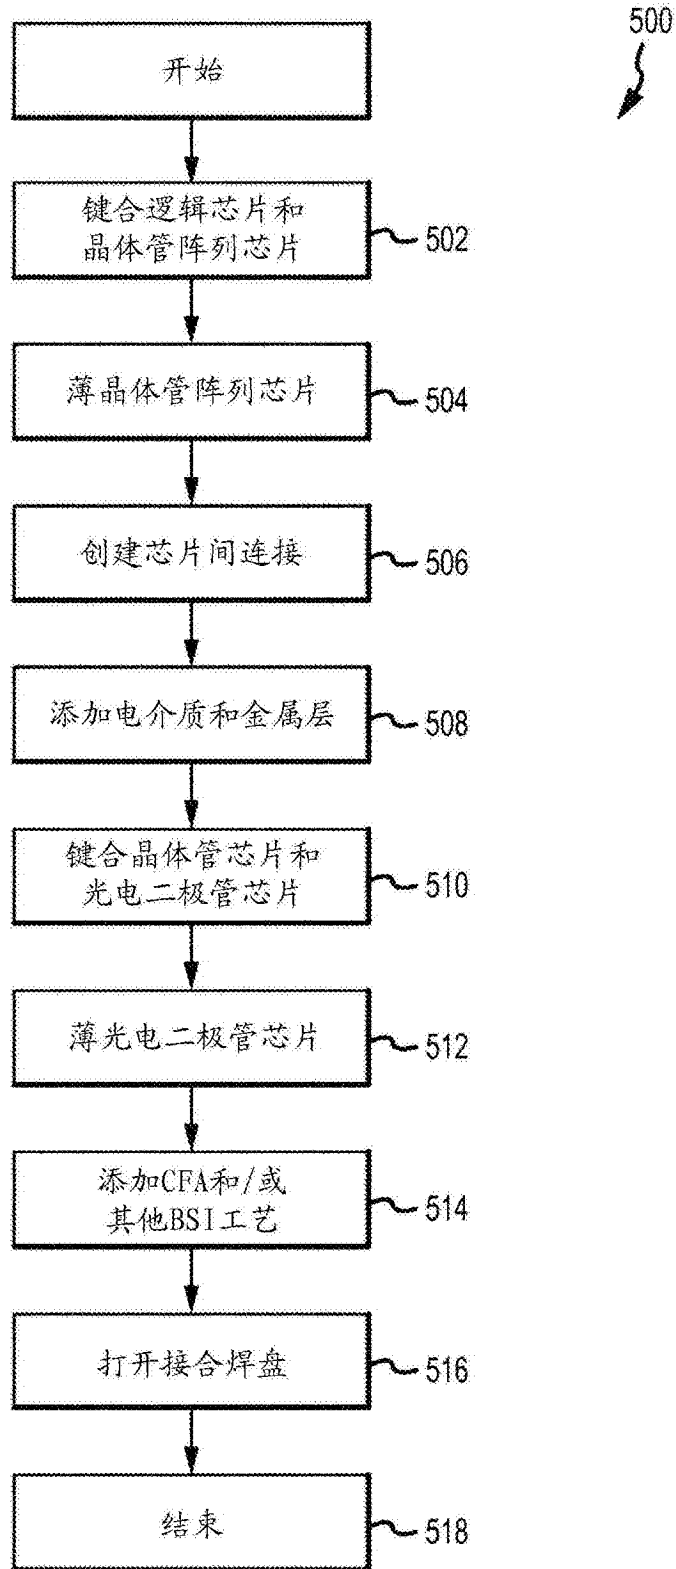 500
开始
键合逻辑芯片和
晶体管阵列芯片
502
薄晶体管阵列芯片
504
创建芯片间连接
506
添加电介质和金属层
508
键合晶体管芯片和
光电二极管芯片
510
薄光电二极管芯片
512
添加CFA和/或
其他BSI工艺
514
打开接合焊盘
516
结束
518